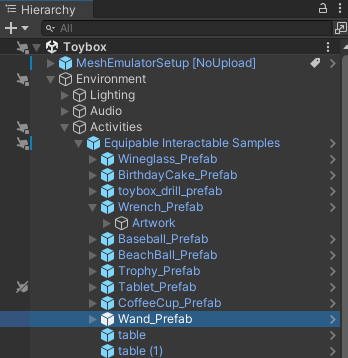 Hierarchy
All
Toybox
MeshEmulatorSetup [NoUpload]
Environment
Lighting
Audio
Activities
Equipable Interactable Samples
Wineglass_Prefab
BirthdayCake_Prefab
toybox_drill_prefab
Wrench_Prefab
Artwork
Baseball_Prefab
BeachBall_Prefab
Trophy_Prefab
Tablet_Prefab
CoffeeCup_Prefab
Wand_Prefab
table
table (1)